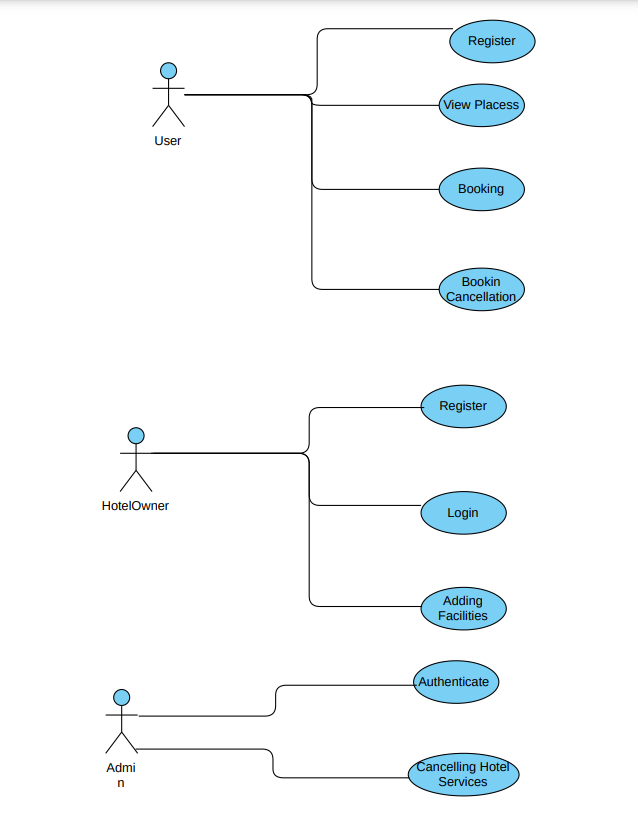 Register
View Placess
User
Booking
Bookin
Cancellation
Register
HotelOwner
Login
Adding
Facilities
Authenticate
Admi
n
Cancelling Hotel
Services